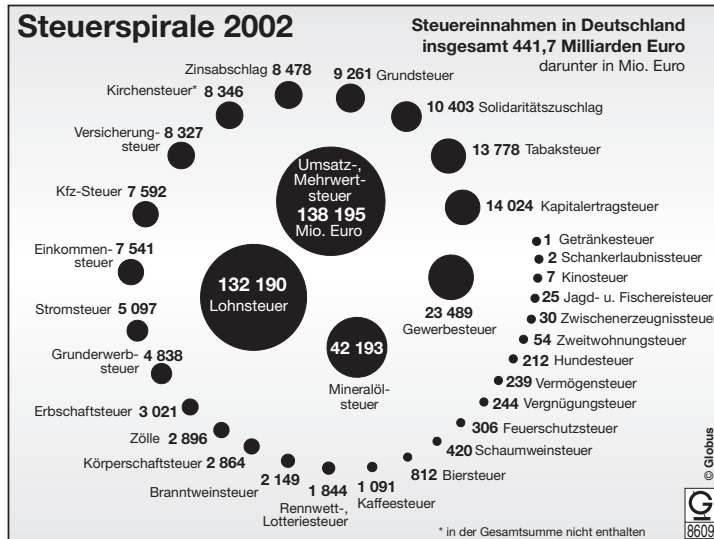 Steuerspirale 2002
Steuereinnahmen in Deutschland
insgesamt 441,7 Milliarden Euro
darunter in Mio. Euro
Umsatz-,
Mehrwert-
steuer
138 195
Mio. Euro
132 190
Lohnsteuer
42 193
Mineralöl-
steuer
23 489
Gewerbesteuer
14 024 Kapitalertragsteuer
13 778 Tabaksteuer
10 403 Solidaritätszuschlag
9 261 Grundsteuer
Zinsabschlag 8 478
Kirchensteuer* 8 346
Versicherung-
steuer 8 327
Kfz-Steuer 7 592
Einkommen-
steuer 7 541
Stromsteuer 5 097
Grunderwerb-
steuer 4 838
Erbschaftsteuer 3 021
Zölle 2 896
Körperschaftsteuer 2 864
Branntweinsteuer 2 149
1 844
Rennwett-,
Lotteriesteuer
1 091
Kaffeesteuer
812 Biersteuer
420 Schaumweinsteuer
306 Feuerschutzsteuer
244 Vergnügungsteuer
239 Vermögensteuer
212 Hundesteuer
54 Zweitwohnungsteuer
30 Zwischenerzeugnissteuer
25 Jagd- u. Fischereisteuer
7 Kinosteuer
2 Schankerlaubnissteuer
1 Getränkesteuer
* in der Gesamtsumme nicht enthalten
© Globus
G
8609